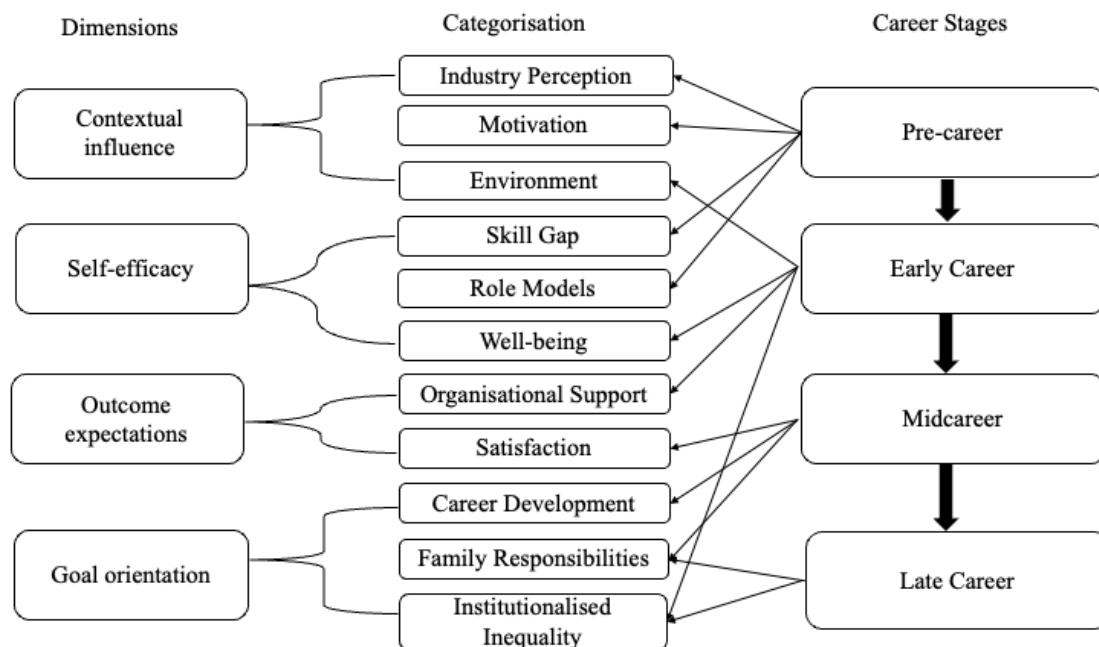 Dimensions
Categorisation
Career Stages
Contextual
influence
Self-efficacy
Outcome
expectations
Goal orientation
Industry Perception
Motivation
Environment
Skill Gap
Role Models
Well-being
Organisational Support
Satisfaction
Career Development
Family Responsibilities
Institutionalised
Inequality
Pre-career
Early Career
Midcareer
Late Career